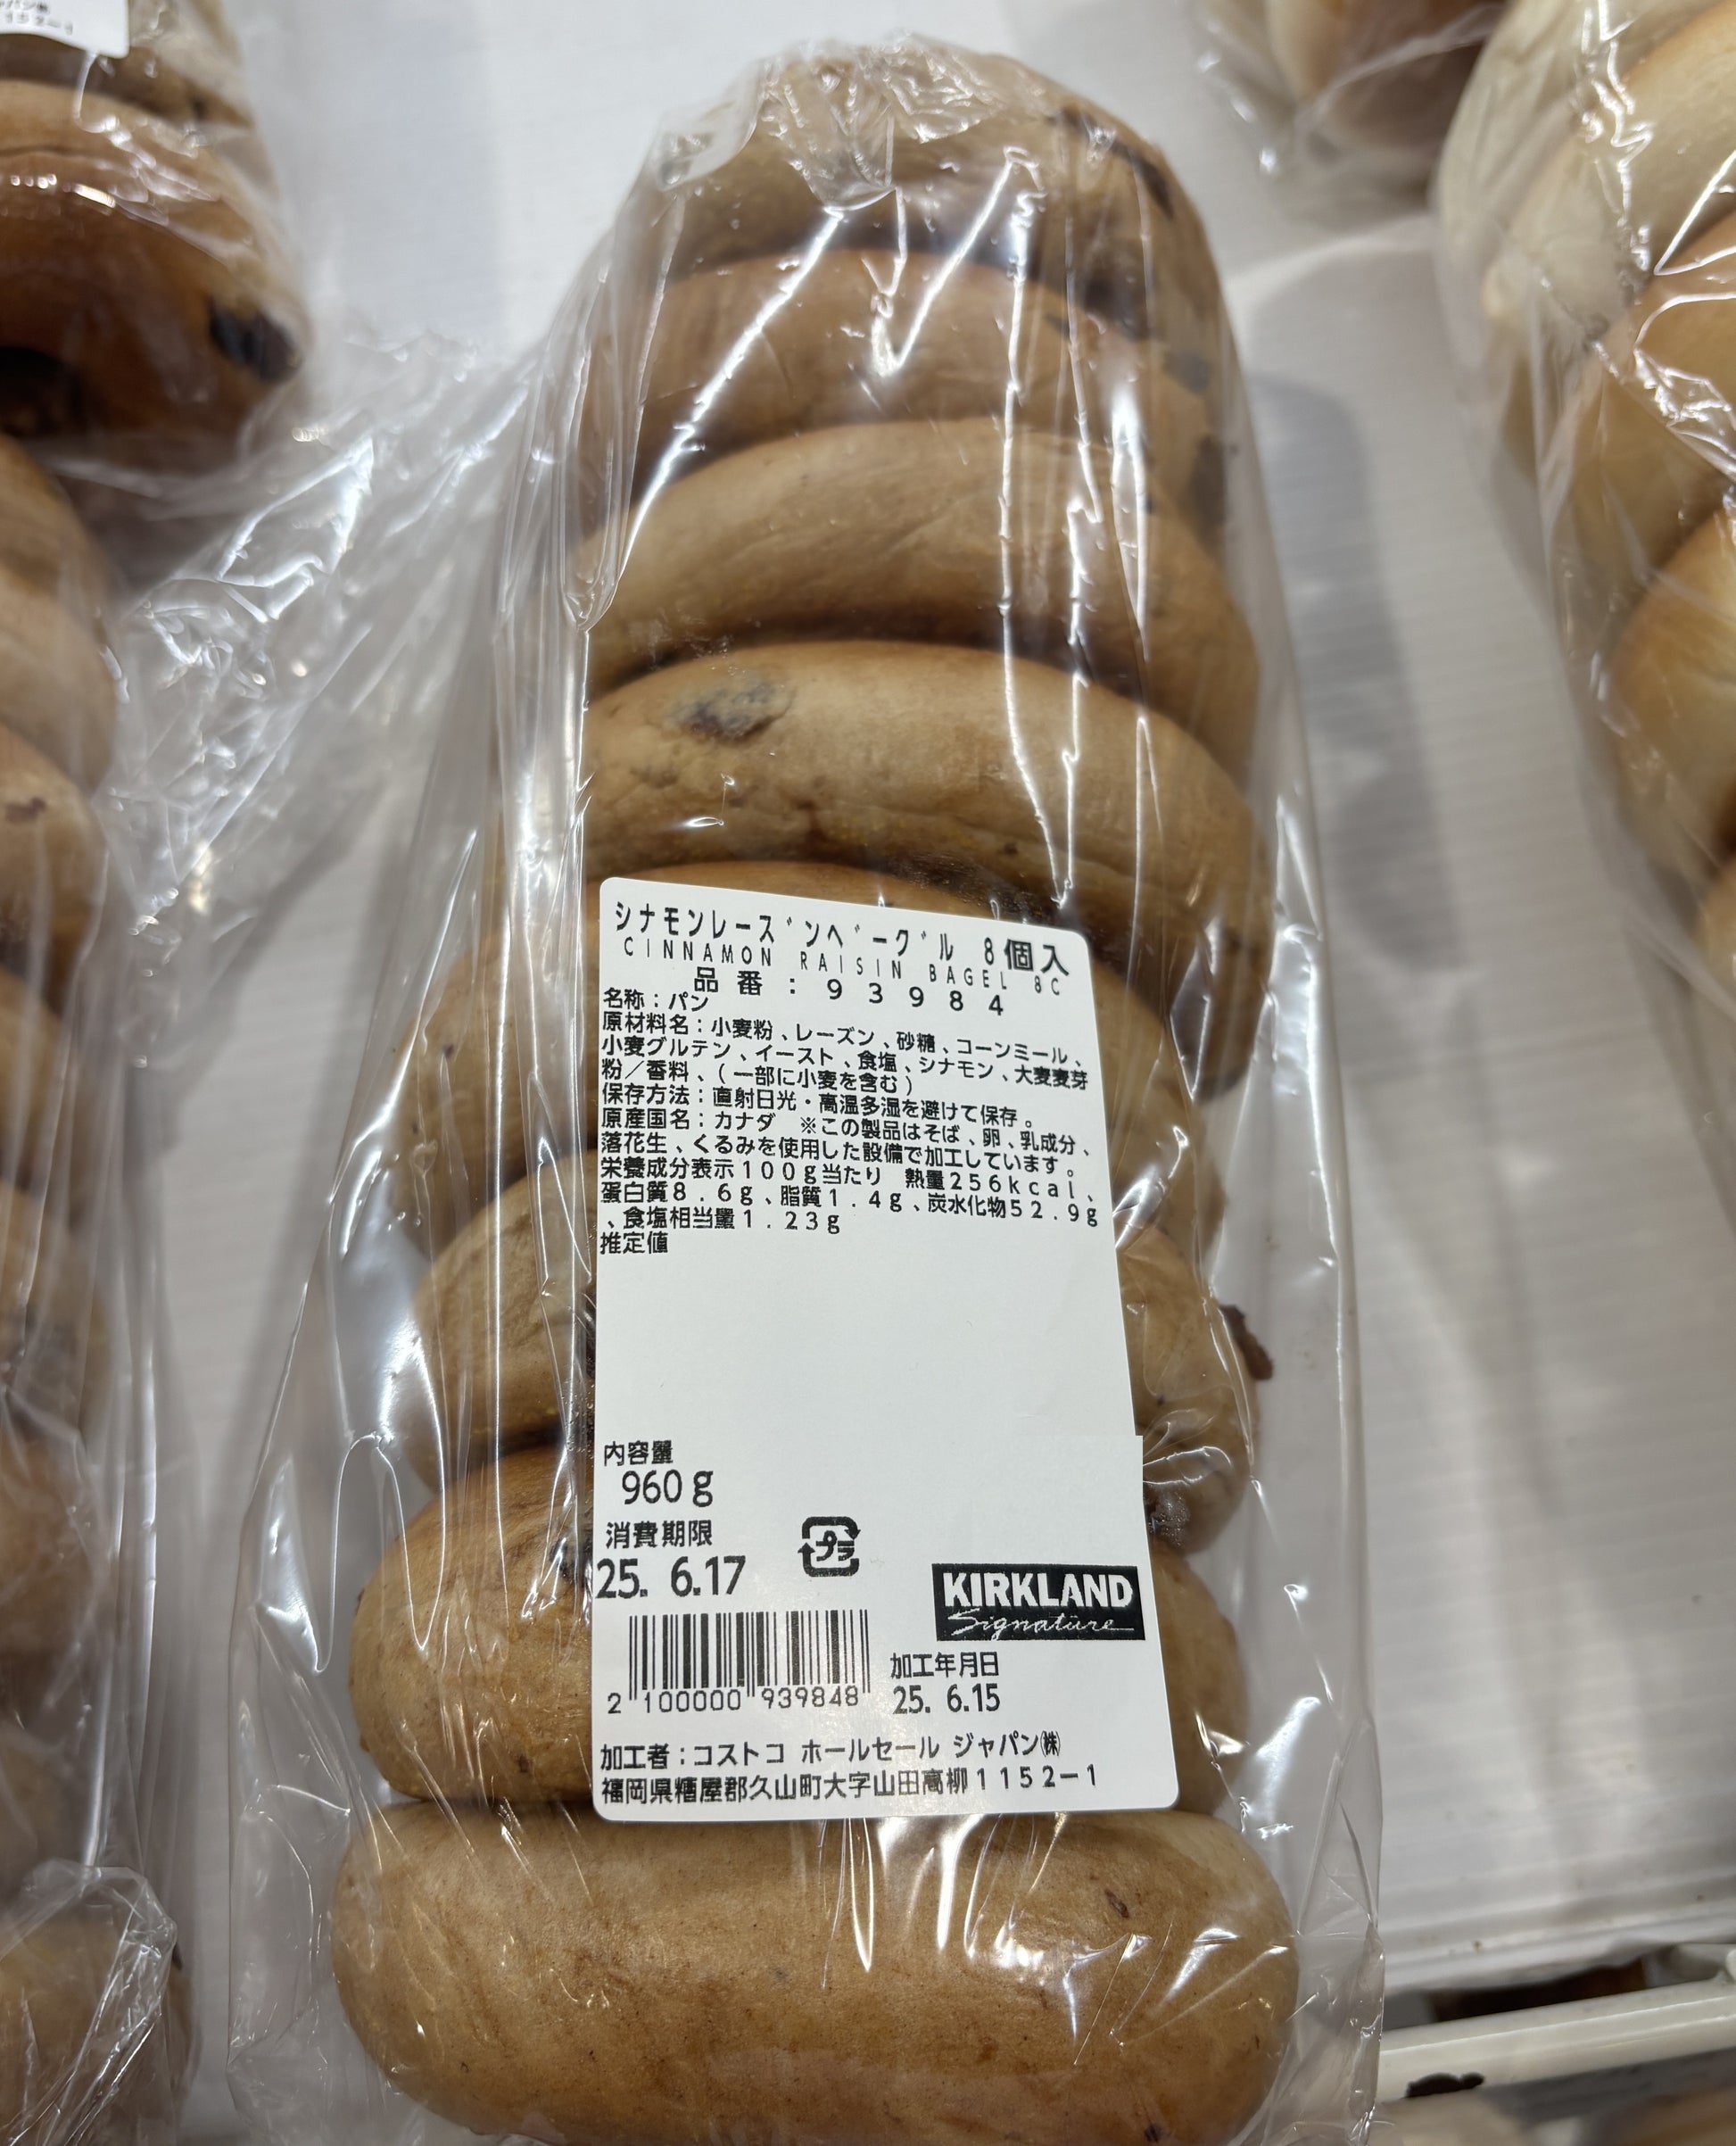 シナモンレーズンベーグル 8個入
CINNAMON RAISIN BAGEL 8C
品番:93984
名称:パン
原材料名:小麦粉、レーズン、砂糖、コーンミール、
小麦グルテン、イースト、食塩、シナモン、大麦麦芽
粉/香料、(一部に小麦を含む)
保存方法:直射日光・高温多湿を避けて保存。
原産国名:カナダ ※この製品はそば、卵、乳成分、
落花生、くるみを使用した設備で加工しています。
栄養成分表示100g当たり 熱量256kcal、
蛋白質8.6g、脂質1.4g、炭水化物52.9g
、食塩相当量1.23g
推定値
内容量
960g
消費期限
25. 6.17
プラ
KIRKLAND
Signature
2 100000 939848
加工年月日
25. 6.15
加工者:コストコ ホールセール ジャパン㈱
福岡県糟屋郡久山町大字山田高柳1152-1